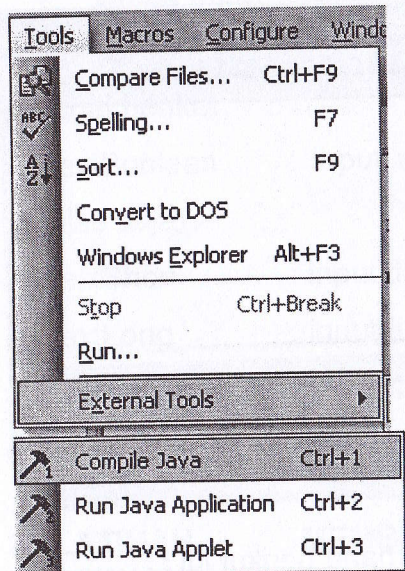 Tools Macros Configure
Compare Files... Ctrl+F9
Spelling... F7
Sort... F9
Convert to DOS
Windows Explorer Alt+F3
Stop Ctrl+Break
Run...
External Tools
Compile Java Ctrl+1
Run Java Application Ctrl+2
Run Java Applet Ctrl+3